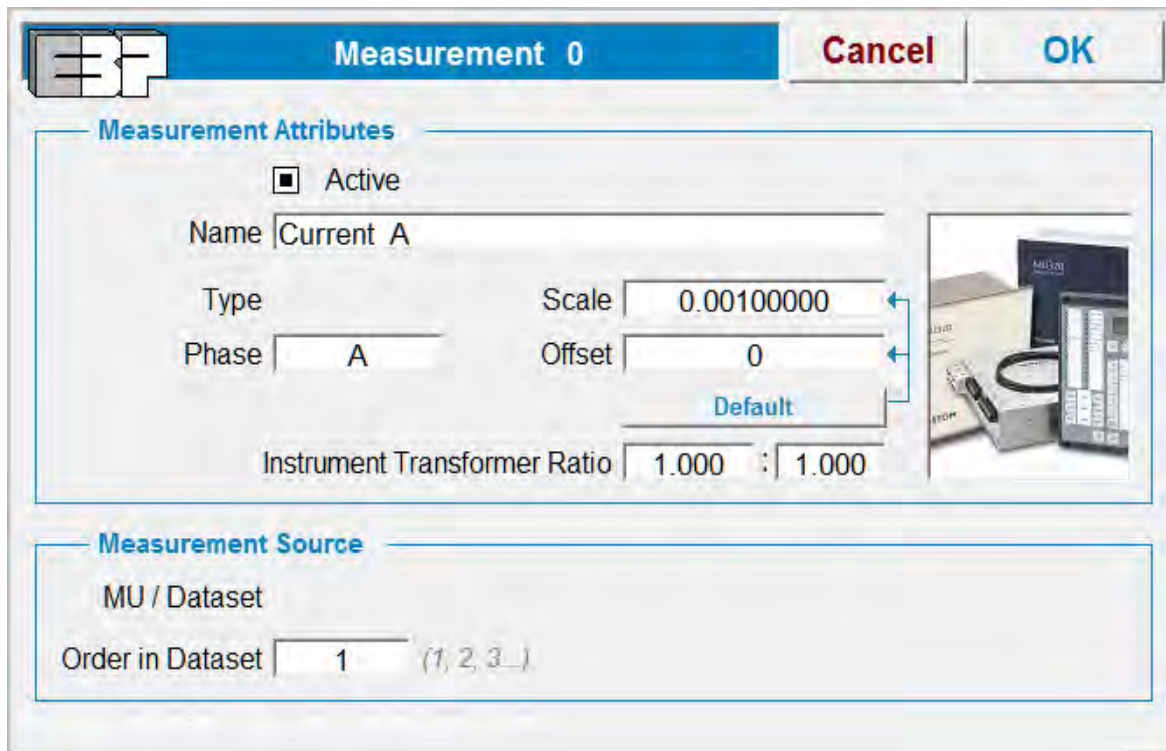 EBP
Measurement 0
Cancel
OK
Measurement Attributes
Active
Name Current A
Type
Scale 0.00100000
Phase A
Offset 0
Default
Instrument Transformer Ratio 1.000 : 1.000
Measurement Source
MU / Dataset
Order in Dataset 1 (1, 2, 3...)